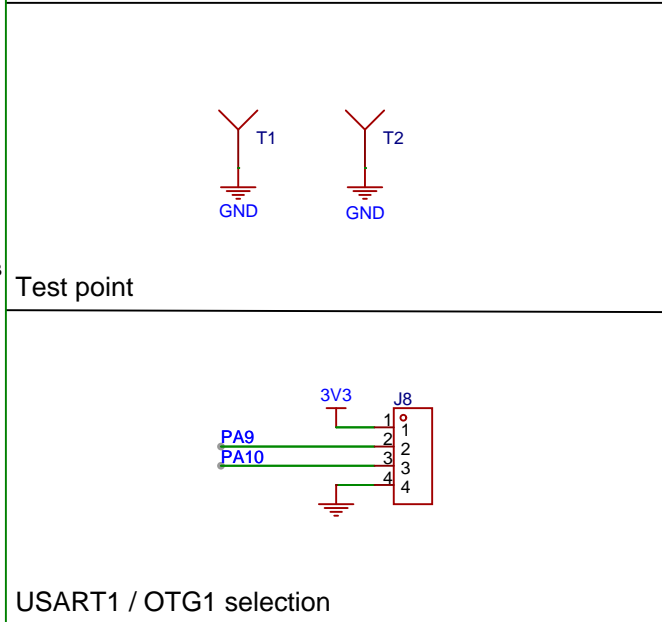 T1
T2
GND
GND
s
Test point
3V3
J8
1
1
PA9
2
2
PA10
3
3
4
4
USART1 / OTG1 selection